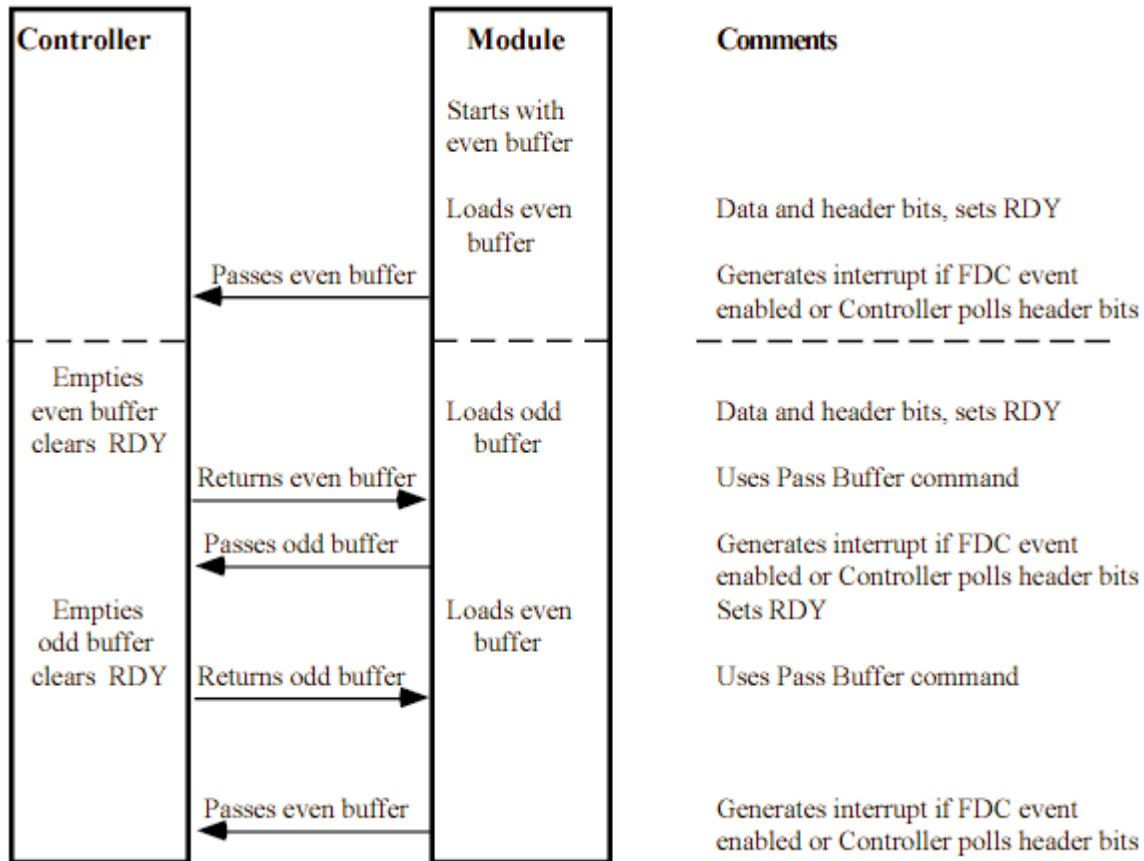 Controller
Module
Comments
Starts with
even buffer
Loads even
buffer
Data and header bits, sets RDY
Passes even buffer
Generates interrupt if FDC event
enabled or Controller polls header bits
Empties
even buffer
clears RDY
Loads odd
buffer
Data and header bits, sets RDY
Returns even buffer
Uses Pass Buffer command
Passes odd buffer
Generates interrupt if FDC event
enabled or Controller polls header bits
Empties
odd buffer
clears RDY
Loads even
buffer
Sets RDY
Returns odd buffer
Uses Pass Buffer command
Passes even buffer
Generates interrupt if FDC event
enabled or Controller polls header bits